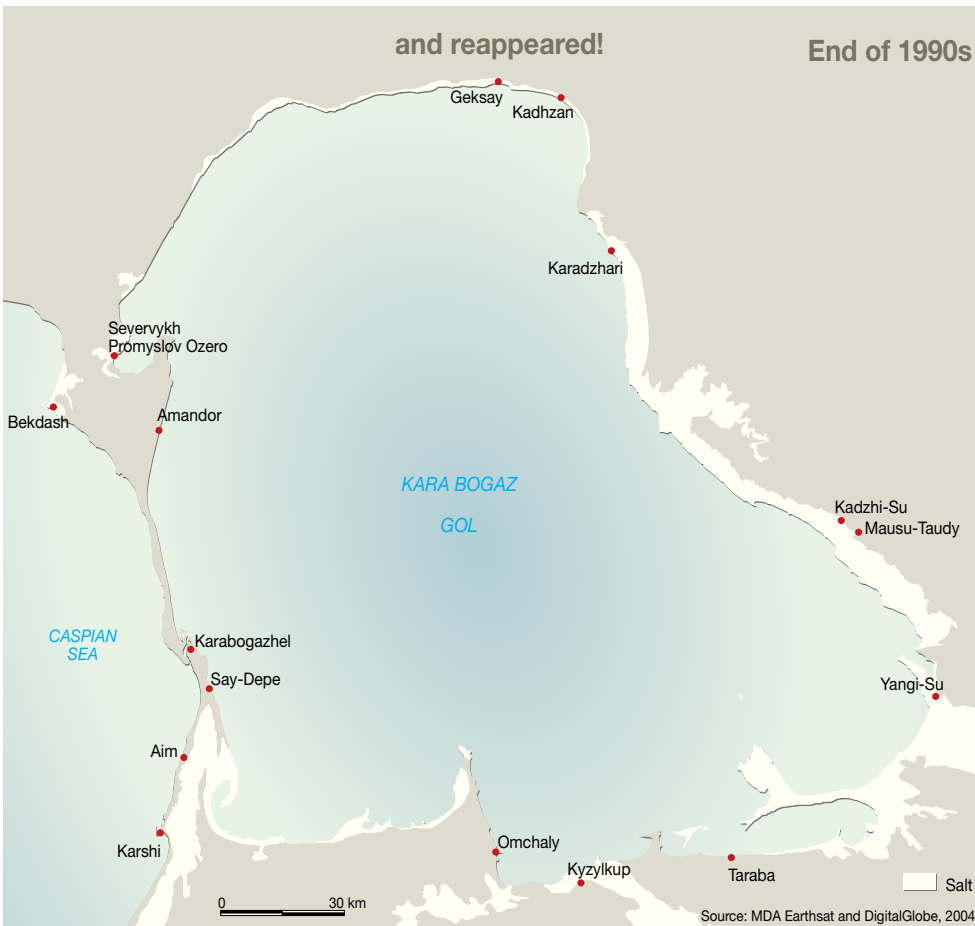 and reappeared!
End of 1990s
Geksay
Kadhzan
Karadzhari
Severvykh
Promyslov Ozero
Bekdash
Amandor
KARA BOGAZ
GOL
Kadzhi-Su
Mausu-Taudy
CASPIAN
SEA
Karabogazhel
Say-Depe
Yangi-Su
Aim
Karshi
Omchaly
Kyzylkup
Taraba
Salt
0 30 km
Source: MDA Earthsat and DigitalGlobe, 2004